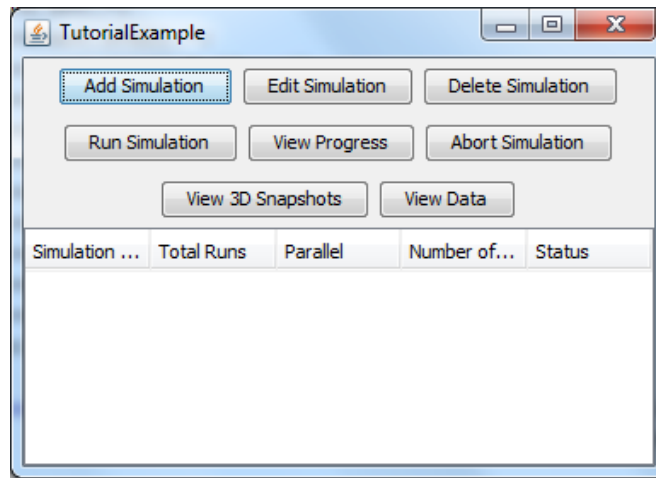 TutorialExample
Add Simulation Edit Simulation Delete Simulation
Run Simulation View Progress Abort Simulation
View 3D Snapshots View Data
Simulation ... Total Runs Parallel Number of... Status